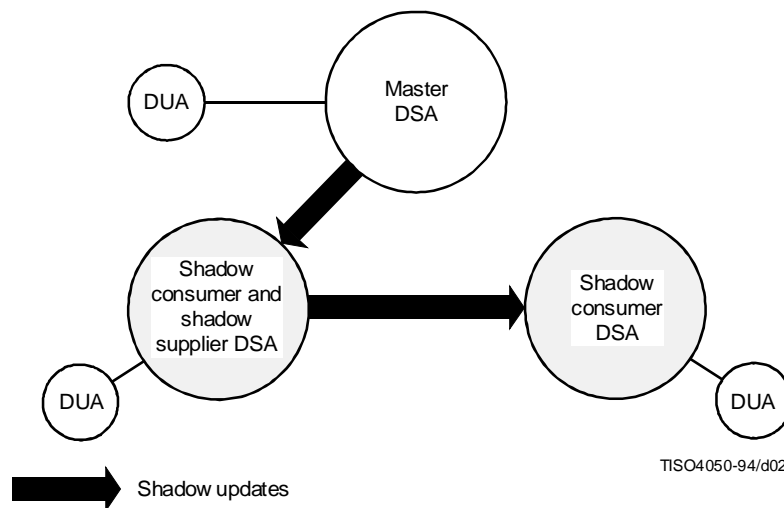 DUA
Master
DSA
Shadow
consumer and
shadow
supplier DSA
Shadow
consumer
DSA
DUA
DUA
TISO4050-94/d02
Shadow updates